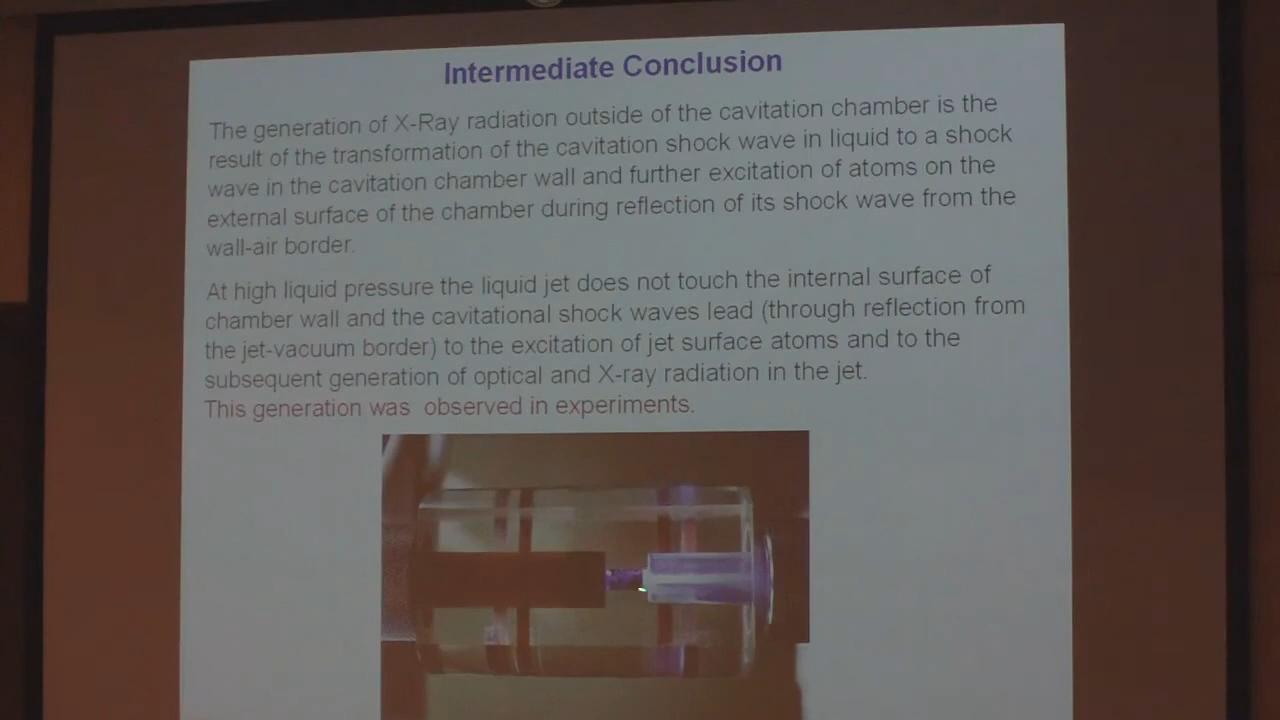 Intermediate Conclusion
The generation of X-Ray radiation outside of the cavitation chamber is the
result of the transformation of the cavitation shock wave in liquid to a shock
wave in the cavitation chamber wall and further excitation of atoms on the
external surface of the chamber during reflection of its shock wave from the
wall-air border.
At high liquid pressure the liquid jet does not touch the internal surface of
chamber wall and the cavitational shock waves lead (through reflection from
the jet-vacuum border) to the excitation of jet surface atoms and to the
subsequent generation of optical and X-ray radiation in the jet.
This generation was observed in experiments.